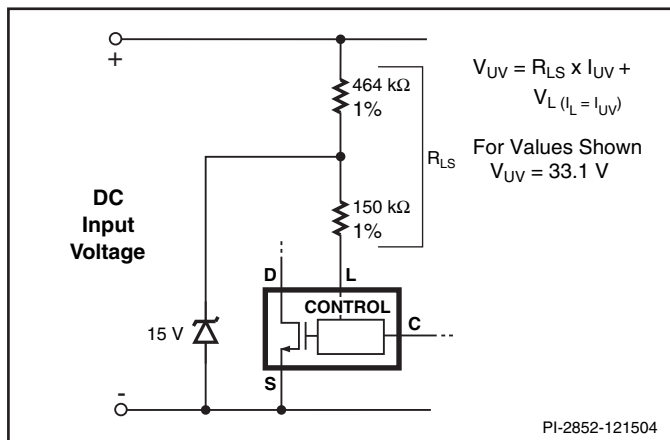 +
464 kΩ
1%
V_UV = R_LS x I_UV +
V_L (I_L = I_UV)
For Values Shown
V_UV = 33.1 V
R_LS
DC
Input
Voltage
150 kΩ
1%
D
L
CONTROL
C
15 V
S
-
PI-2852-121504